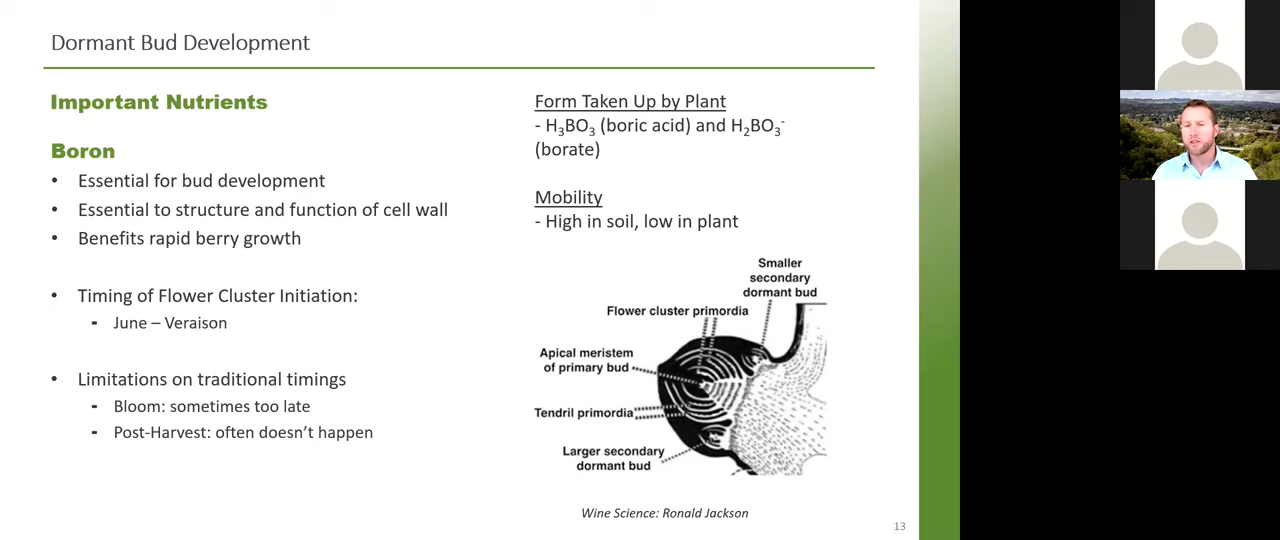 Dormant Bud Development
Important Nutrients
Boron
• Essential for bud development
• Essential to structure and function of cell wall
• Benefits rapid berry growth
• Timing of Flower Cluster Initiation:
- June – Veraison
• Limitations on traditional timings
- Bloom: sometimes too late
- Post-Harvest: often doesn't happen
Form Taken Up by Plant
- H₃BO₃ (boric acid) and H₂BO₃⁻
(borate)
Mobility
- High in soil, low in plant
Smaller
secondary
dormant bud
Flower cluster primordia
Apical meristem
of primary bud
Tendril primordia
Larger secondary
dormant bud
Wine Science: Ronald Jackson
13